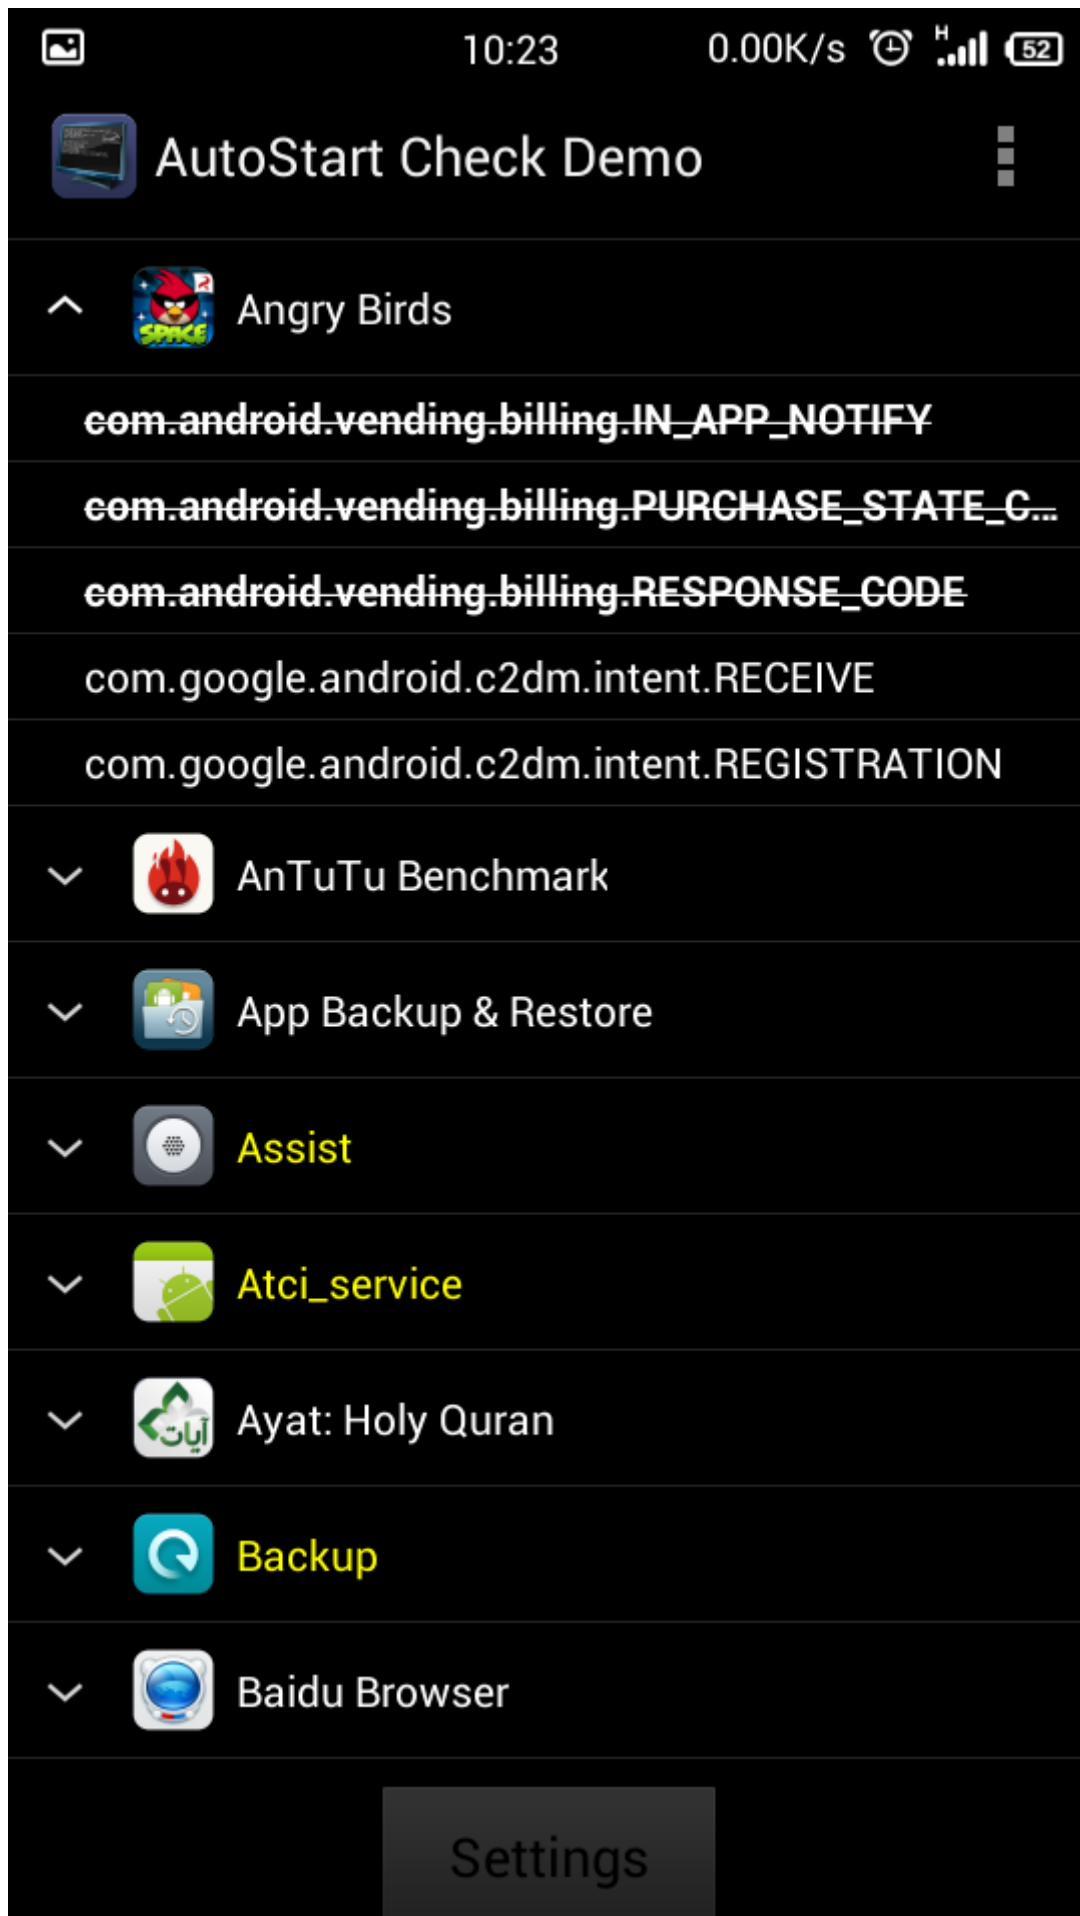 10:23 0.00K/s H 52
AutoStart Check Demo
SPACE Angry Birds
com.android.vending.billing.IN_APP_NOTIFY
com.android.vending.billing.PURCHASE_STATE_C...
com.android.vending.billing.RESPONSE_CODE
com.google.android.c2dm.intent.RECEIVE
com.google.android.c2dm.intent.REGISTRATION
AnTuTu Benchmark
App Backup & Restore
Assist
Atci_service
آيات Ayat: Holy Quran
Backup
Baidu Browser
Settings